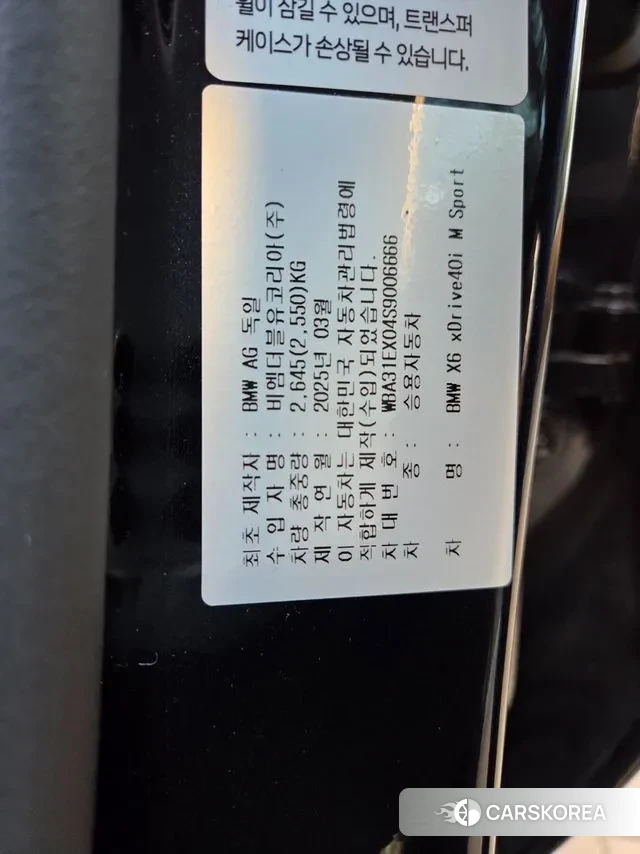 휠이 잠길 수 있으며, 트랜스퍼
케이스가 손상될 수 있습니다.
최초 제작자 : BMW AG 독일
수 입 자 명 : 비엠더블유코리아(주)
차량 총중량 : 2,645(2,550)KG
제 작 연 월 : 2025년 03월
이 자동차는 대한민국 자동차관리법령에
적합하게 제작(수입)되었습니다.
차 대 번 호 : WBA31EX04S9006666
차 종 : 승용자동차
차 명 : BMW X6 xDrive40i M Sport
CARSKOREA